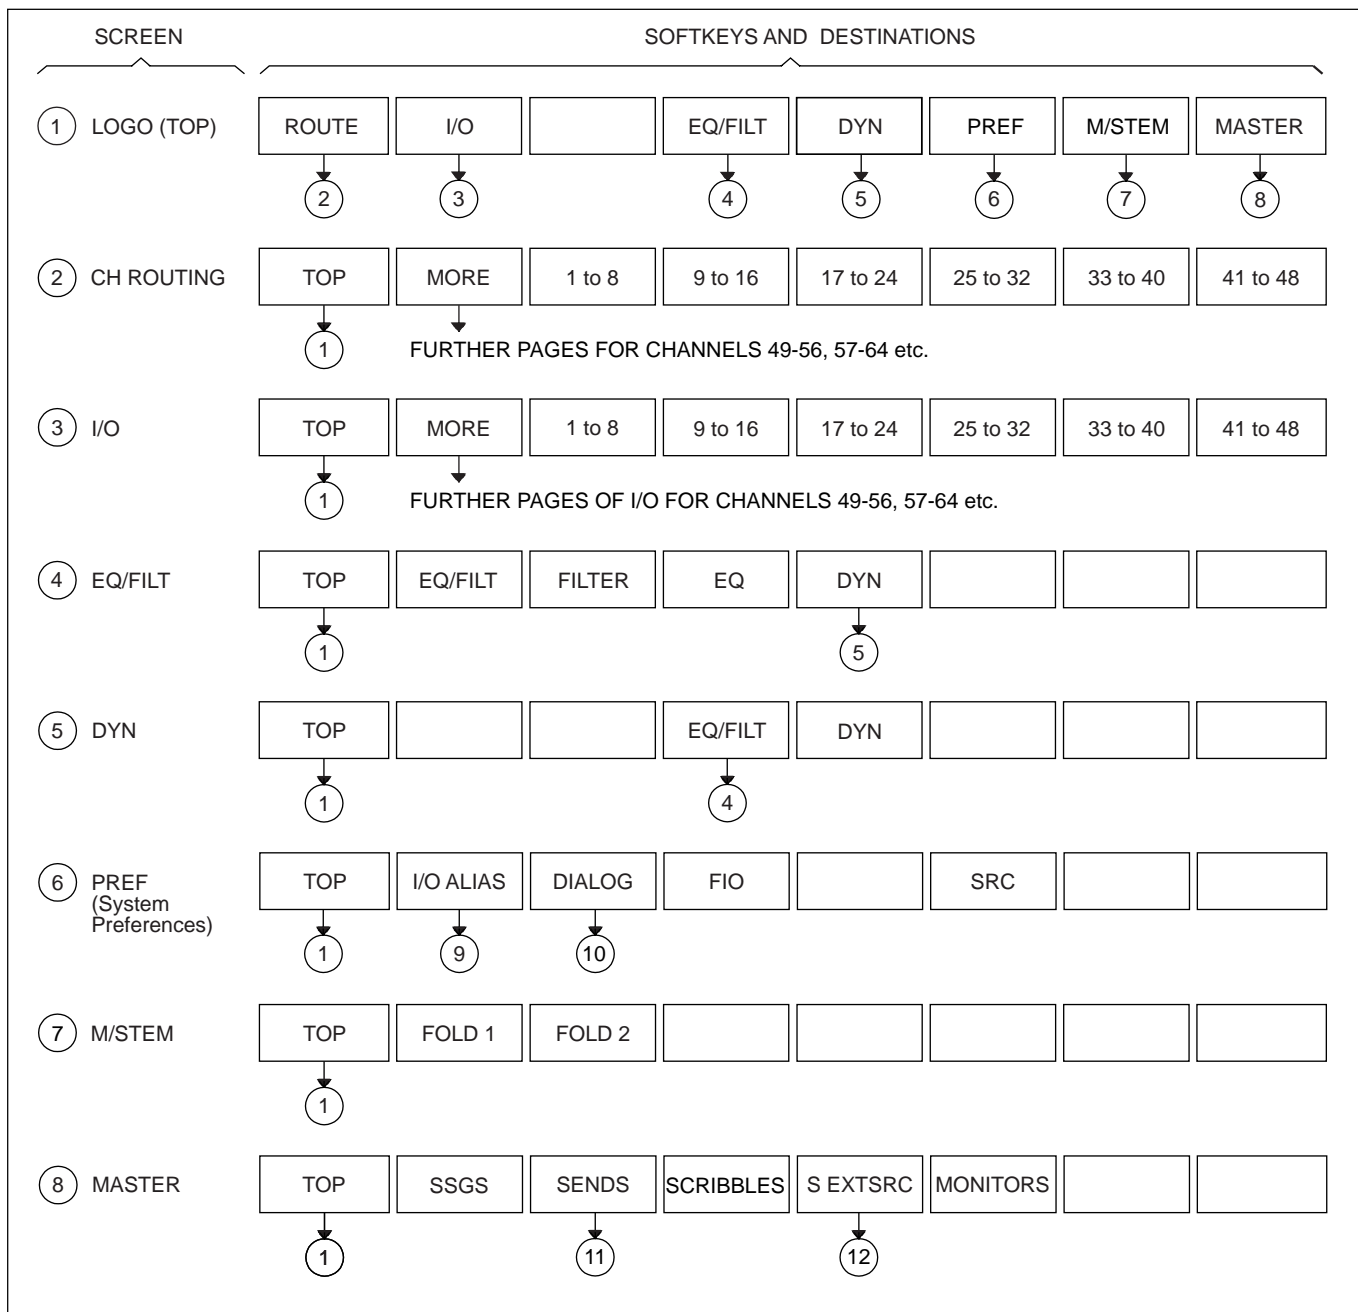 SCREEN SOFTKEYS AND DESTINATIONS
1 LOGO (TOP) ROUTE I/O EQ/FILT DYN PREF M/STEM MASTER
2 3 4 5 6 7 8
2 CH ROUTING TOP MORE 1 to 8 9 to 16 17 to 24 25 to 32 33 to 40 41 to 48
1 FURTHER PAGES FOR CHANNELS 49-56, 57-64 etc.
3 I/O TOP MORE 1 to 8 9 to 16 17 to 24 25 to 32 33 to 40 41 to 48
1 FURTHER PAGES OF I/O FOR CHANNELS 49-56, 57-64 etc.
4 EQ/FILT TOP EQ/FILT FILTER EQ DYN
1 5
5 DYN TOP EQ/FILT DYN
1 4
6 PREF TOP I/O ALIAS DIALOG FIO SRC
(System
Preferences)
1 9 10
7 M/STEM TOP FOLD 1 FOLD 2
1
8 MASTER TOP SSGS SENDS SCRIBBLES S EXTSRC MONITORS
1 11 12